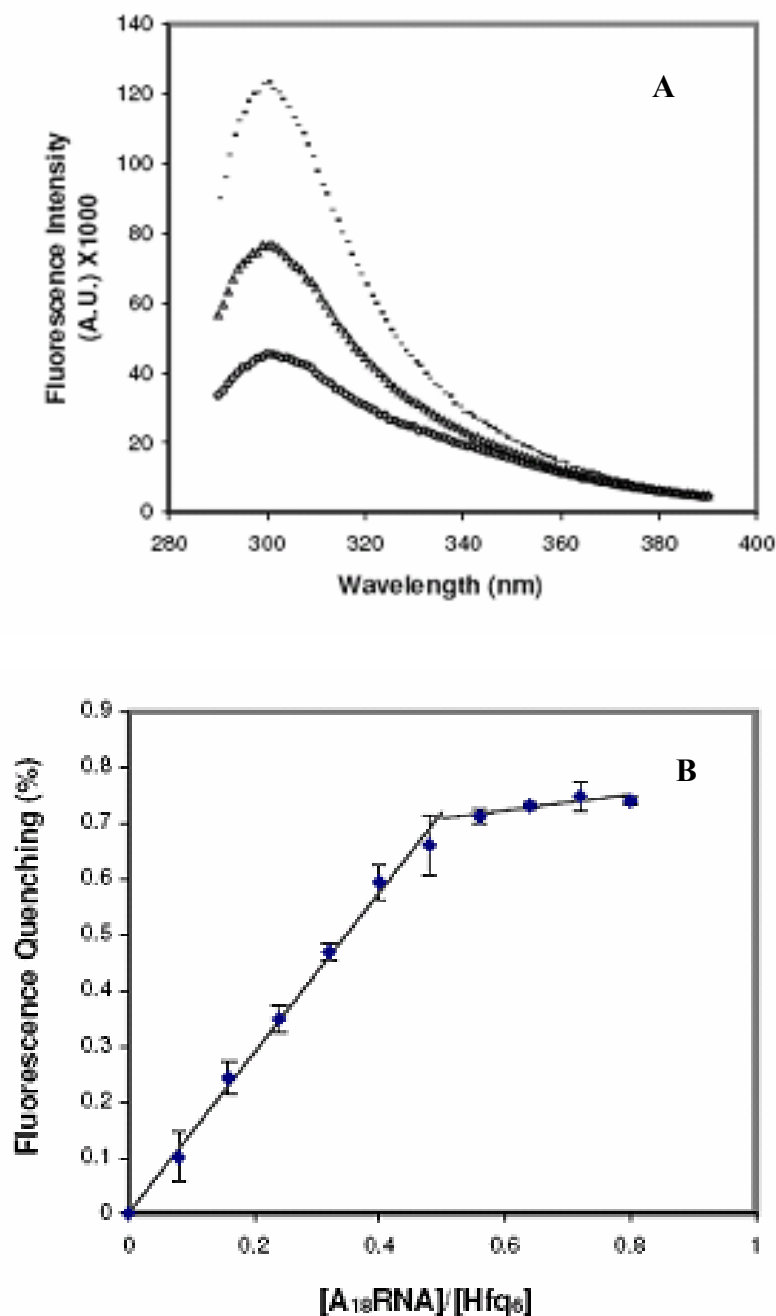 A
140
120
100
80
60
40
20
0
280 300 320 340 360 380 400
Fluorescence Intensity
(A.U.) X1000
Wavelength (nm)
B
0.9
0.8
0.7
0.6
0.5
0.4
0.3
0.2
0.1
0
0 0.2 0.4 0.6 0.8 1
Fluorescence Quenching (%)
[A₁₈RNA]/[Hfq₆]